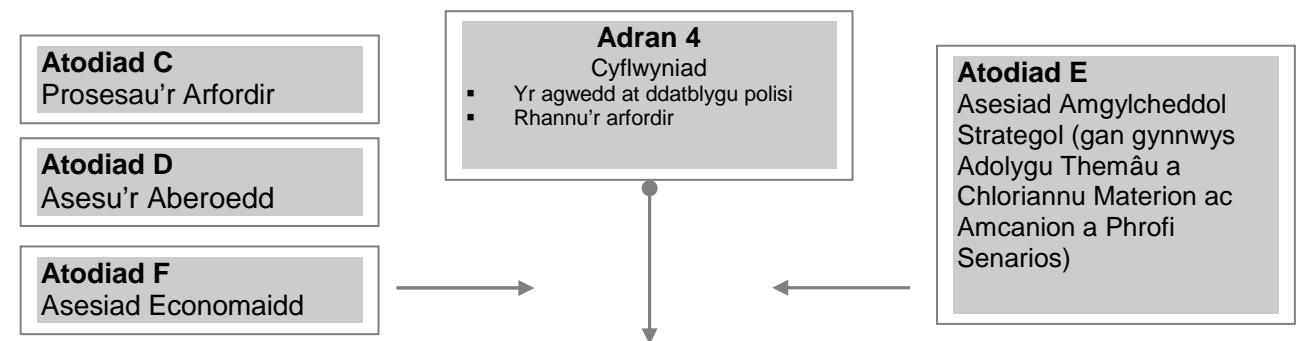 Atodiad C
Prosesau'r Arfordir
Atodiad D
Asesu'r Aberoedd
Atodiad F
Asesiad Economaidd
Adran 4
Cyflwyniad
▪ Yr agwedd at ddatblygu polisi
▪ Rhannu'r arfordir
Atodiad E
Asesiad Amgylcheddol
Strategol (gan gynnwys
Adolygu Themâu a
Chloriannu Materion ac
Amcanion a Phrofi
Senarios)